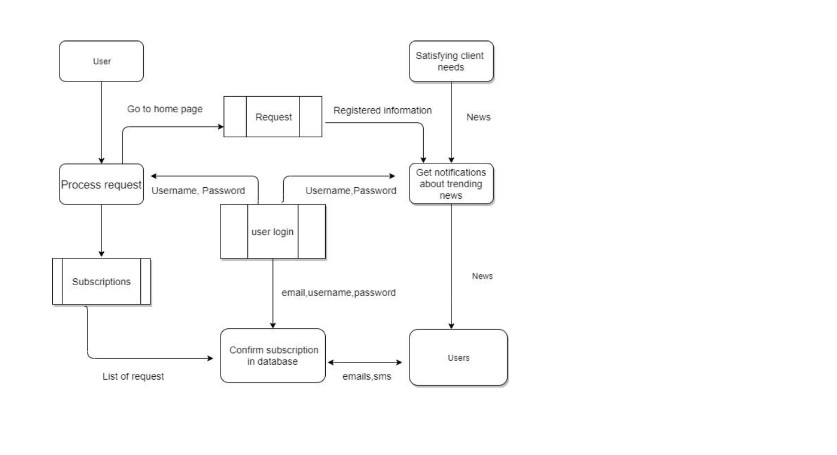 User
Satisfying client
needs
Go to home page
Request
Registered information
News
Process request
Username, Password
Username,Password
Get notifications
about trending
news
user login
Subscriptions
email,username,password
News
Confirm subscription
in database
Users
List of request
emails,sms